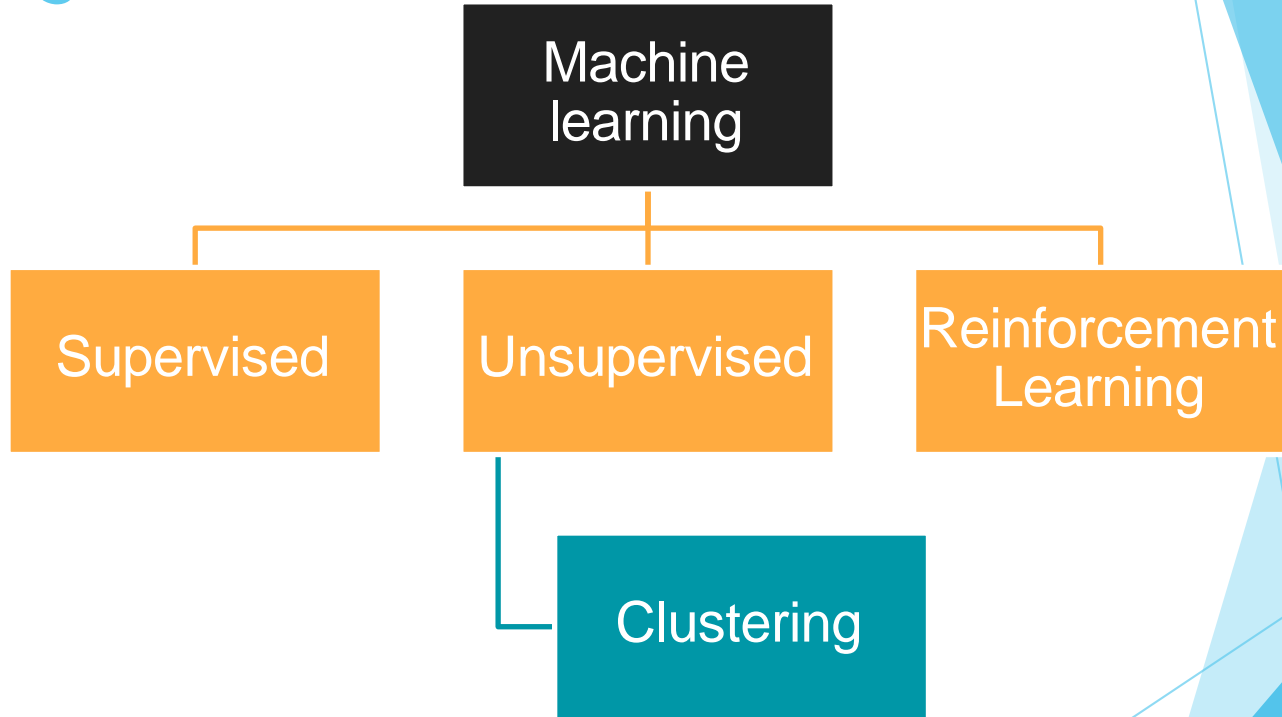 Machine
learning
Supervised
Unsupervised
Reinforcement
Learning
Clustering